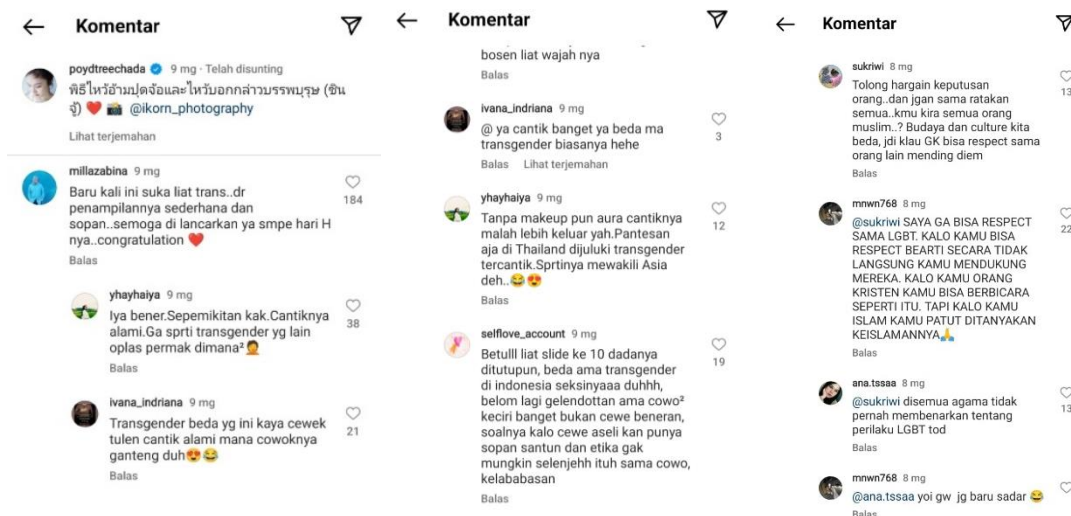 Komentar
poydtreechada 9 mg · Telah disunting
พิธีไหว้อ๊ามปุดจ้อและไหว้บอกกล่าวบรรพบุรุษ (ชิน
จู้) ❤️ 📸 @ikorn_photography
Lihat terjemahan
millazabina 9 mg
Baru kali ini suka liat trans..dr
penampilannya sederhana dan
sopan..semoga di lancarkan ya smpe hari H
nya..congratulation ❤️
184
Balas
yhayhaiya 9 mg
Iya bener.Sepemikitan kak.Cantiknya
alami.Ga sprti transgender yg lain
oplas permak dimana²🤦
38
Balas
ivana_indriana 9 mg
Transgender beda yg ini kaya cewek
tulen cantik alami mana cowoknya
ganteng duh😍😂
21
Balas
Komentar
bosen liat wajah nya
Balas
ivana_indriana 9 mg
@ ya cantik banget ya beda ma
transgender biasanya hehe
3
Balas Lihat terjemahan
yhayhaiya 9 mg
Tanpa makeup pun aura cantiknya
malah lebih keluar yah.Pantesan
aja di Thailand dijuluki transgender
tercantik.Sprtinya mewakili Asia
deh..😂😍
12
Balas
selflove_account 9 mg
Betulll liat slide ke 10 dadanya
ditutupun, beda ama transgender
di indonesia seksinyaaa duhhh,
belom lagi gelendottan ama cowo²
keciri banget bukan cewe beneran,
soalnya kalo cewe aseli kan punya
sopan santun dan etika gak
mungkin selenjehh ituh sama cowo,
kelababasan
19
Balas
Komentar
sukriwi 8 mg
Tolong hargain keputusan
orang..dan jgan sama ratakan
semua..kmu kira semua orang
muslim..? Budaya dan culture kita
beda, jdi klau GK bisa respect sama
orang lain mending diem
13
Balas
mnwn768 8 mg
@sukriwi SAYA GA BISA RESPECT
SAMA LGBT. KALO KAMU BISA
RESPECT BEARTI SECARA TIDAK
LANGSUNG KAMU MENDUKUNG
MEREKA. KALO KAMU ORANG
KRISTEN KAMU BISA BERBICARA
SEPERTI ITU. TAPI KALO KAMU
ISLAM KAMU PATUT DITANYAKAN
KEISLAMANNYA🙏
22
Balas
ana.tssaa 8 mg
@sukriwi disemua agama tidak
pernah membenarkan tentang
perilaku LGBT tod
13
Balas
mnwn768 8 mg
@ana.tssaa yoi gw jg baru sadar 😂
Balas